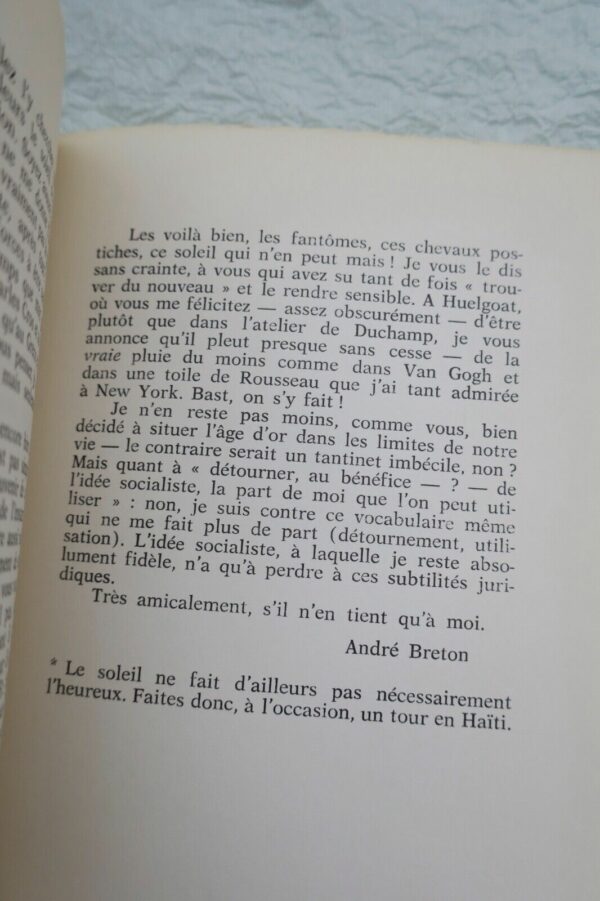 Les voilà bien, les fantômes, ces chevaux pos-
tiches, ce soleil qui n'en peut mais ! Je vous le dis
sans crainte, à vous qui avez su tant de fois « trou-
ver du nouveau » et le rendre sensible. A Huelgoat,
où vous me félicitez — assez obscurément — d'être
plutôt que dans l'atelier de Duchamp, je vous
annonce qu'il pleut presque sans cesse — de la
vraie pluie du moins comme dans Van Gogh et
dans une toile de Rousseau que j'ai tant admirée
à New York. Bast, on s'y fait !
Je n'en reste pas moins, comme vous, bien
décidé à situer l'âge d'or dans les limites de notre
vie — le contraire serait un tantinet imbécile, non ?
Mais quant à « détourner, au bénéfice — ? — de
l'idée socialiste, la part de moi que l'on peut uti-
liser » : non, je suis contre ce vocabulaire même
qui ne me fait plus de part (détournement, utili-
sation). L'idée socialiste, à laquelle je reste abso-
lument fidèle, n'a qu'à perdre à ces subtilités juri-
diques.
Très amicalement, s'il n'en tient qu'à moi.
André Breton
* Le soleil ne fait d'ailleurs pas nécessairement
l'heureux. Faites donc, à l'occasion, un tour en Haïti.